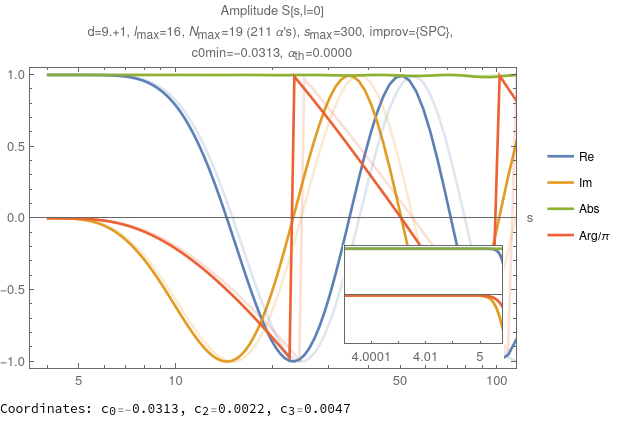 Amplitude S[s,l=0]
d=9.+1, lmax=16, Nmax=19 (211 α's), smax=300, improv={SPC},
c0min=-0.0313, αth=0.0000
1.0
0.5
0.0
-0.5
-1.0
s
Re
Im
Abs
Arg/π
4.0001 4.01 5
5 10 50 100
Coordinates: c0=-0.0313, c2=0.0022, c3=0.0047